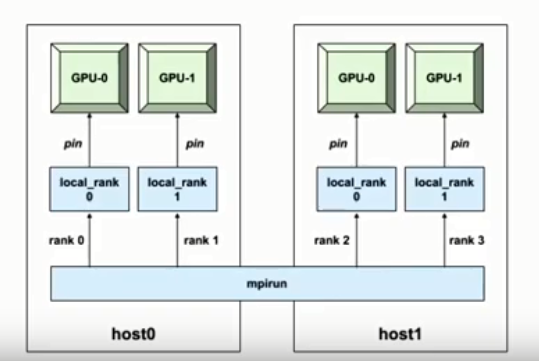 GPU-0
GPU-1
GPU-0
GPU-1
pin
pin
pin
pin
local_rank
0
local_rank
1
local_rank
0
local_rank
1
rank 0
rank 1
rank 2
rank 3
mpirun
host0
host1